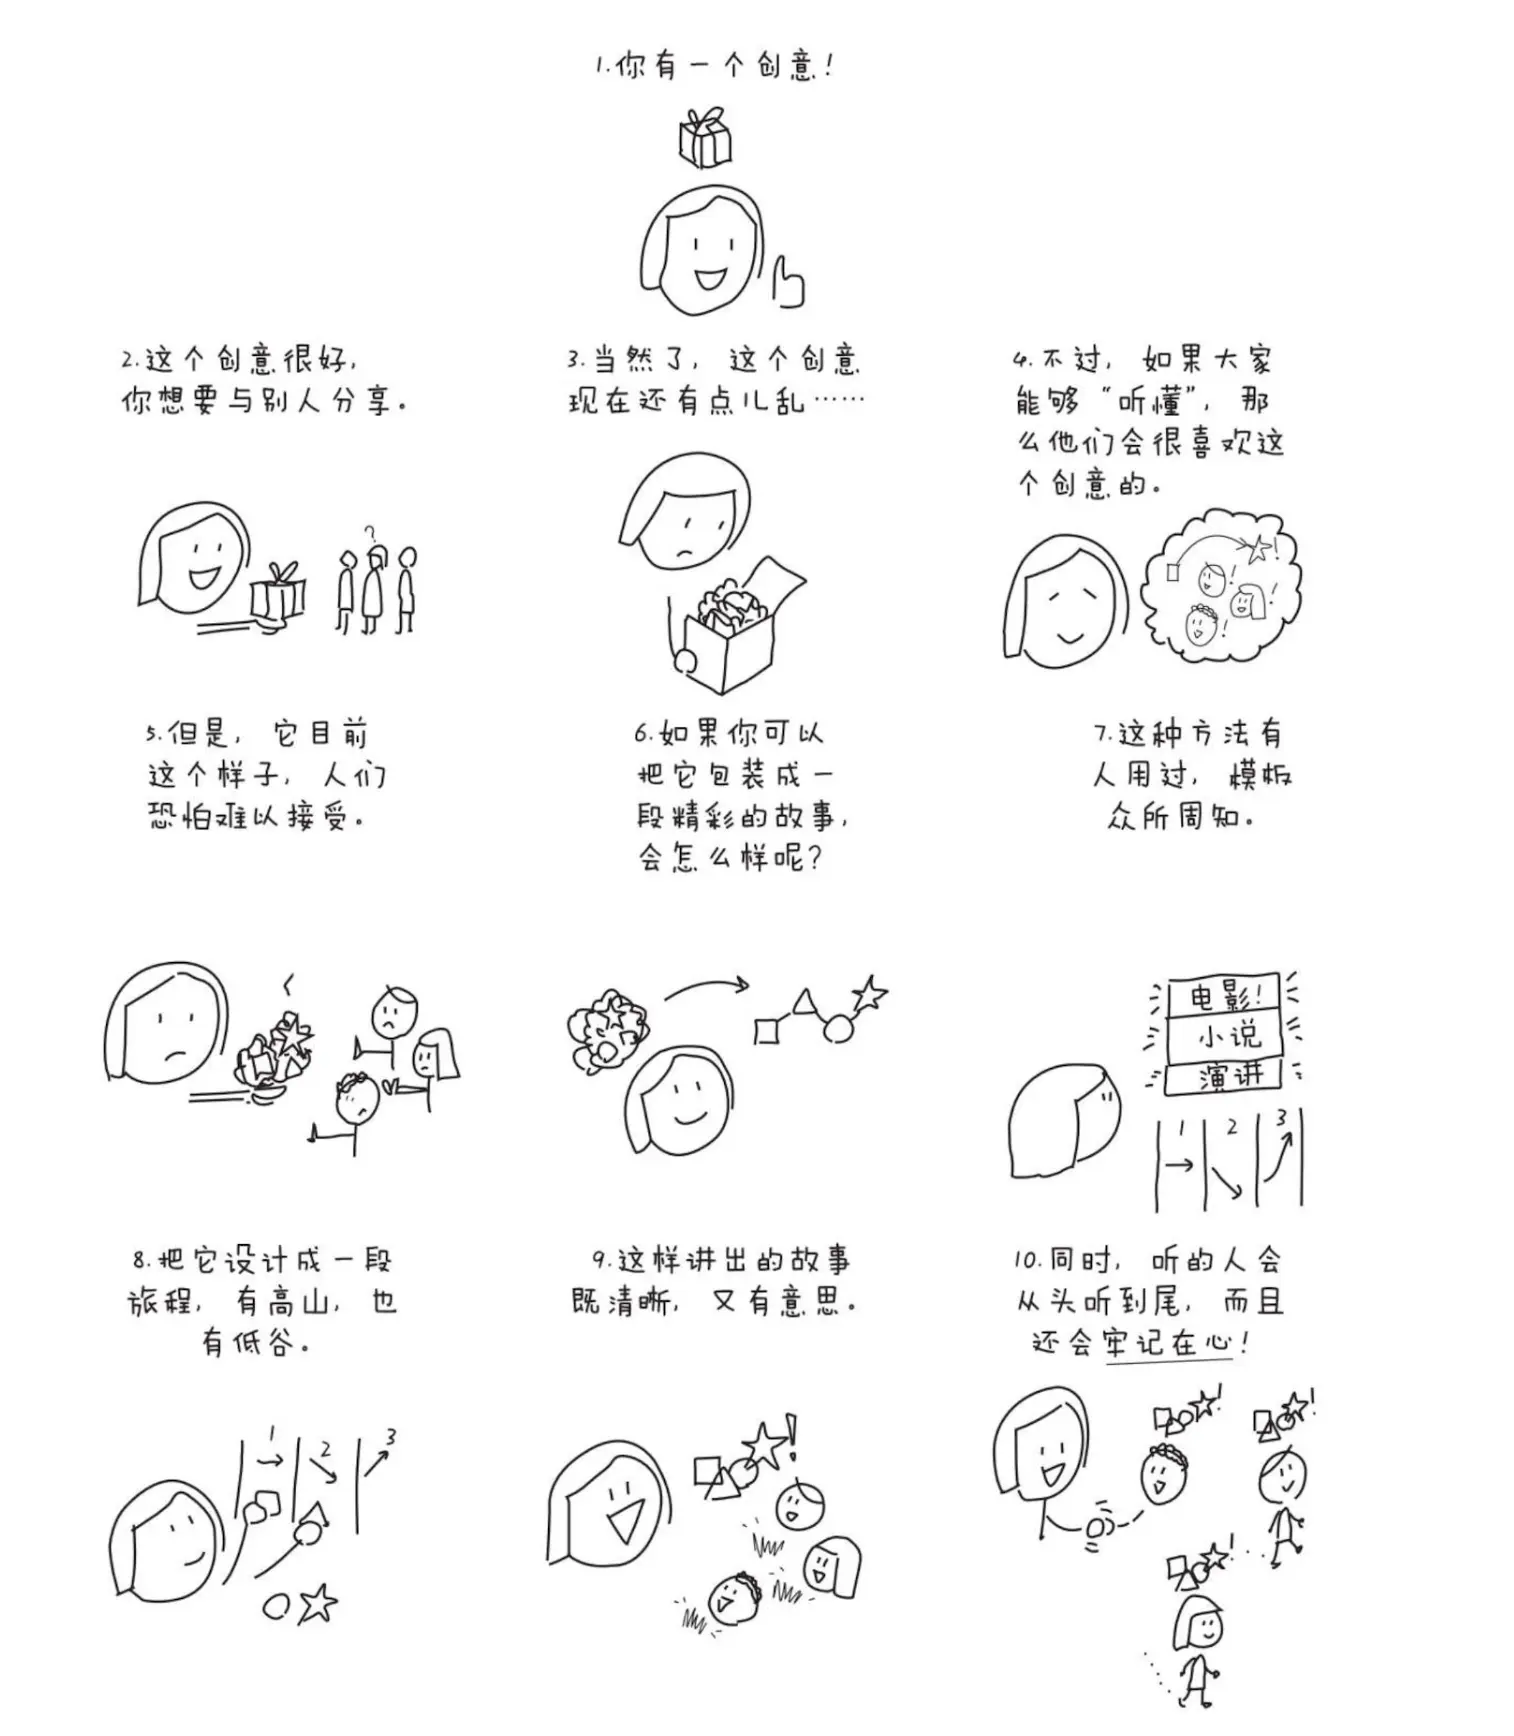 1.你有一个创意！
2.这个创意很好,
你想要与别人分享。
?
3.当然了，这个创意
现在还有点儿乱……
4.不过，如果大家
能够“听懂”，那
么他们会很喜欢这
个创意的。
!
!
!
!
5.但是，它目前
这个样子，人们
恐怕难以接受。
6.如果你可以
把它包装成一
段精彩的故事，
会怎么样呢？
7.这种方法有
人用过，模板
众所周知。
电影！
小说
演讲
1 2 3
8.把它设计成一段
旅程，有高山，也
有低谷。
1 2 3
9.这样讲出的故事
既清晰，又有意思。
!
10.同时，听的人会
从头听到尾，而且
还会牢记在心！
!
!
!